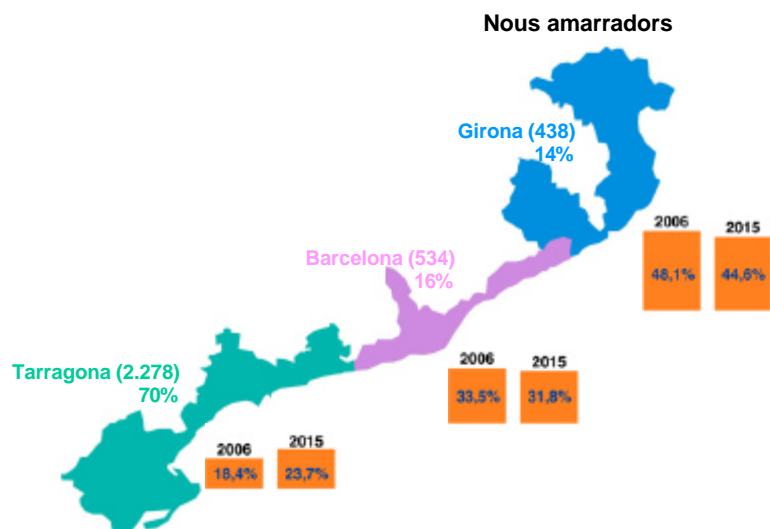 Nous amarradors
Girona (438)
14%
2006 2015
48,1% 44,6%
Barcelona (534)
16%
2006 2015
33,5% 31,8%
Tarragona (2.278)
70%
2006 2015
18,4% 23,7%